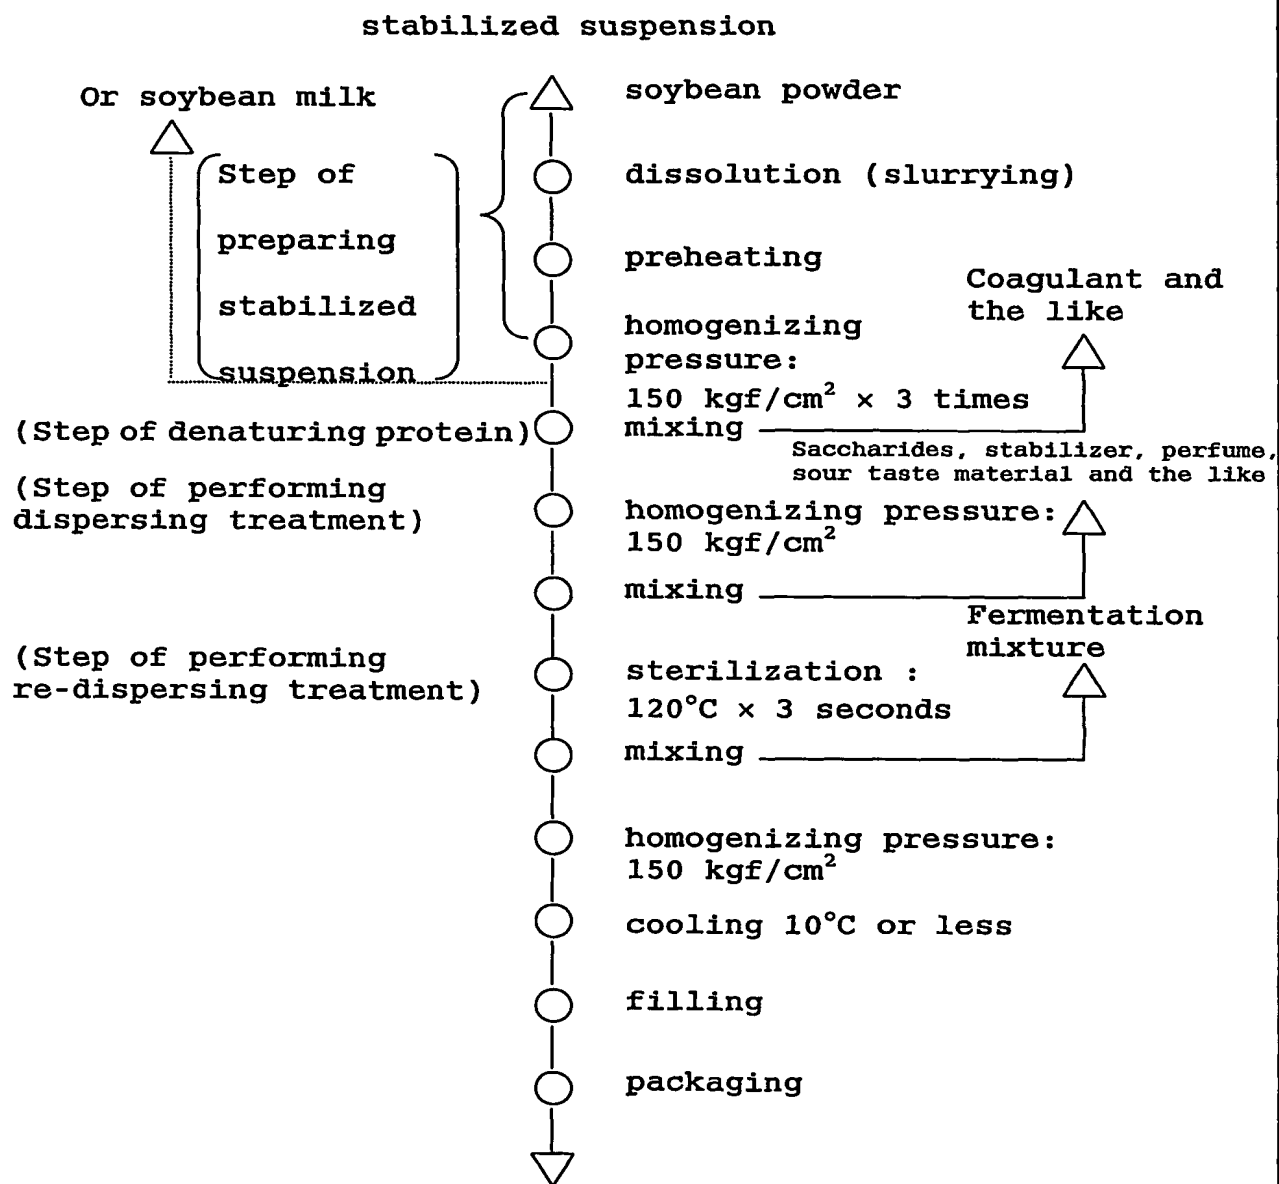 stabilized suspension
Or soybean milk
soybean powder
Step of
preparing
stabilized
suspension
dissolution (slurrying)
preheating
homogenizing
pressure:
150 kgf/cm² × 3 times
Coagulant and
the like
(Step of denaturing protein)
mixing
Saccharides, stabilizer, perfume,
sour taste material and the like
(Step of performing
dispersing treatment)
homogenizing pressure:
150 kgf/cm²
mixing
Fermentation
mixture
(Step of performing
re-dispersing treatment)
sterilization :
120°C × 3 seconds
mixing
homogenizing pressure:
150 kgf/cm²
cooling 10°C or less
filling
packaging